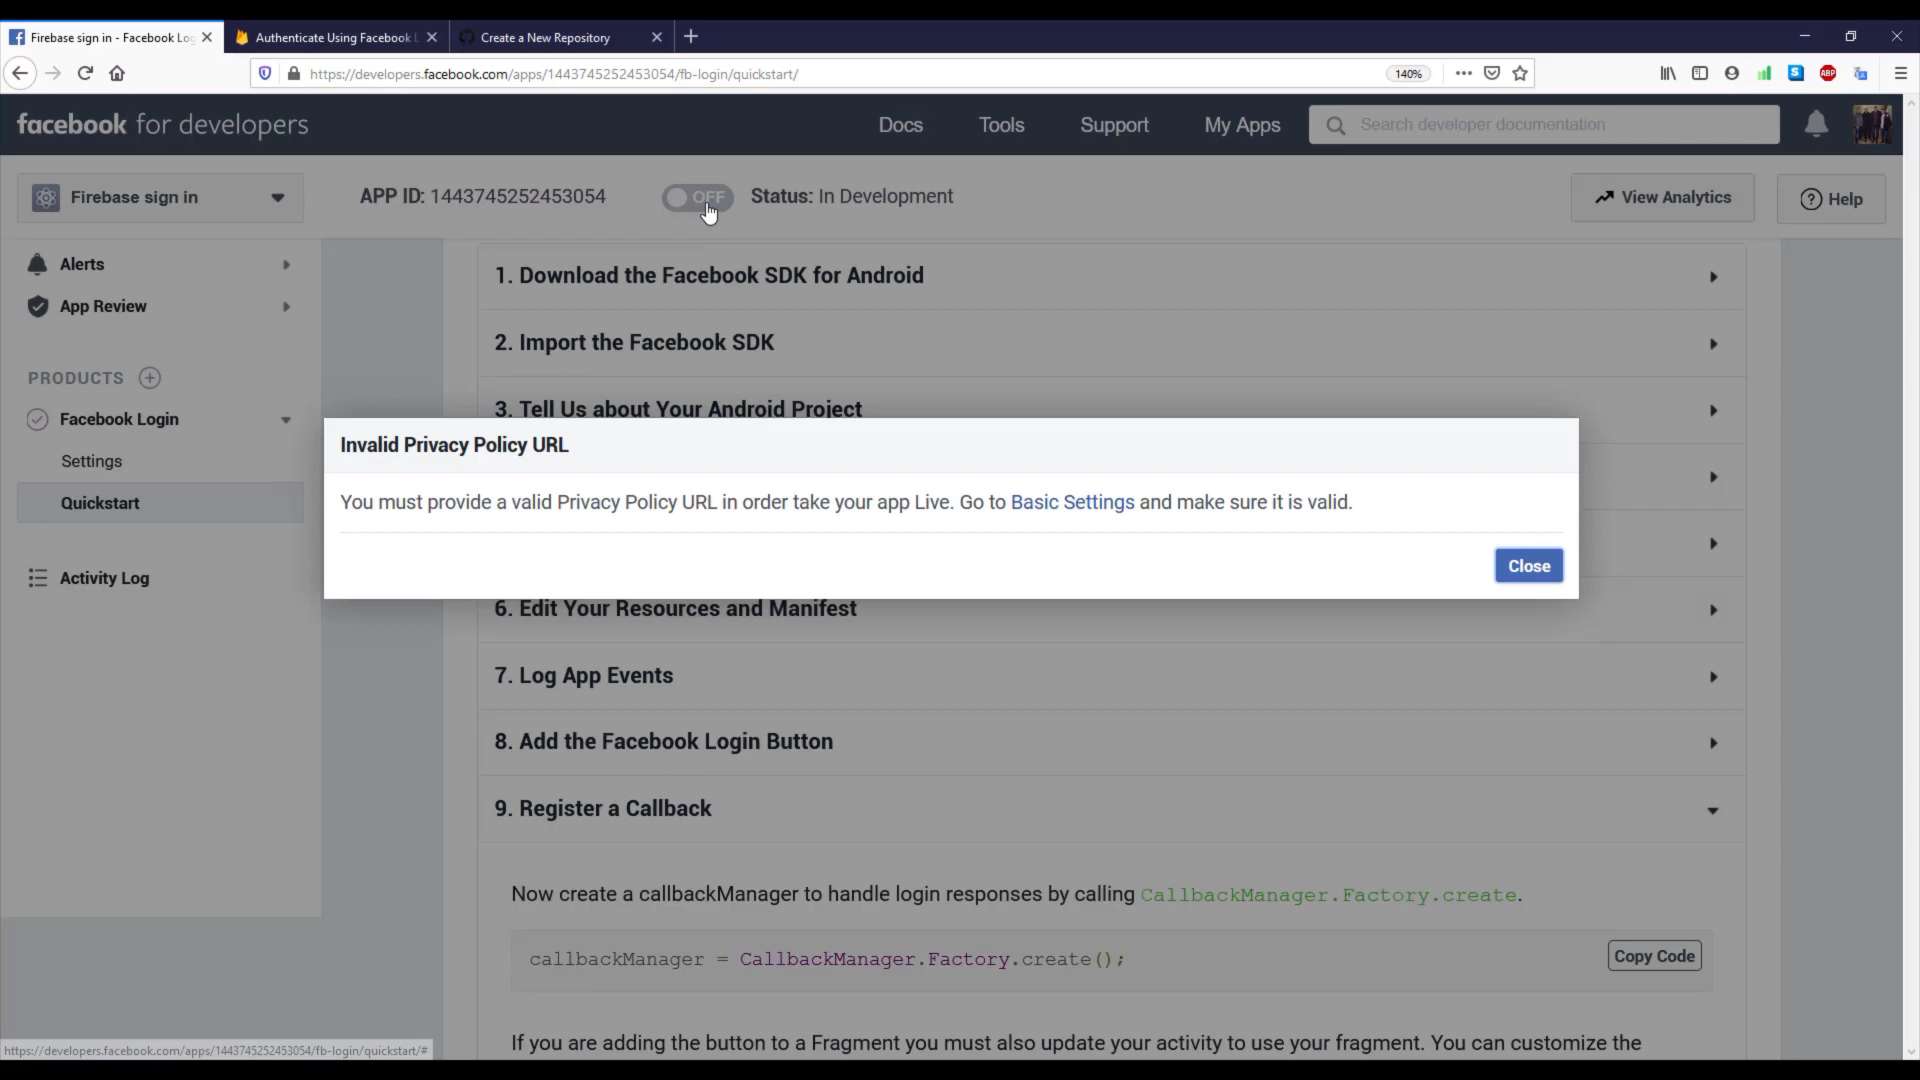 Firebase sign in - Facebook Log
Authenticate Using Facebook L
Create a New Repository
https://developers.facebook.com/apps/1443745252453054/fb-login/quickstart/
140%
ABP
facebook for developers
Docs
Tools
Support
My Apps
Search developer documentation
Firebase sign in
APP ID: 1443745252453054
OFF
Status: In Development
View Analytics
Help
Alerts
App Review
PRODUCTS
Facebook Login
Settings
Quickstart
Activity Log
1. Download the Facebook SDK for Android
2. Import the Facebook SDK
3. Tell Us about Your Android Project
Invalid Privacy Policy URL
You must provide a valid Privacy Policy URL in order take your app Live. Go to Basic Settings and make sure it is valid.
Close
6. Edit Your Resources and Manifest
7. Log App Events
8. Add the Facebook Login Button
9. Register a Callback
Now create a callbackManager to handle login responses by calling CallbackManager.Factory.create.
callbackManager = CallbackManager.Factory.create();
Copy Code
If you are adding the button to a Fragment you must also update your activity to use your fragment. You can customize the
https://developers.facebook.com/apps/1443745252453054/fb-login/quickstart/#